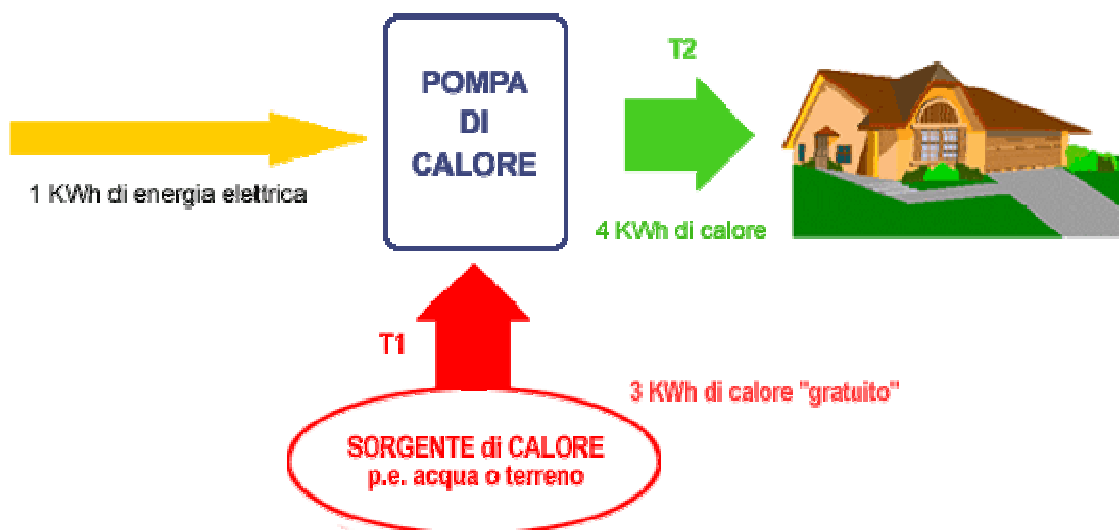 T2
POMPA
DI
CALORE
1 KWh di energia elettrica
4 KWh di calore
T1
3 KWh di calore "gratuito"
SORGENTE di CALORE
p.e. acqua o terreno